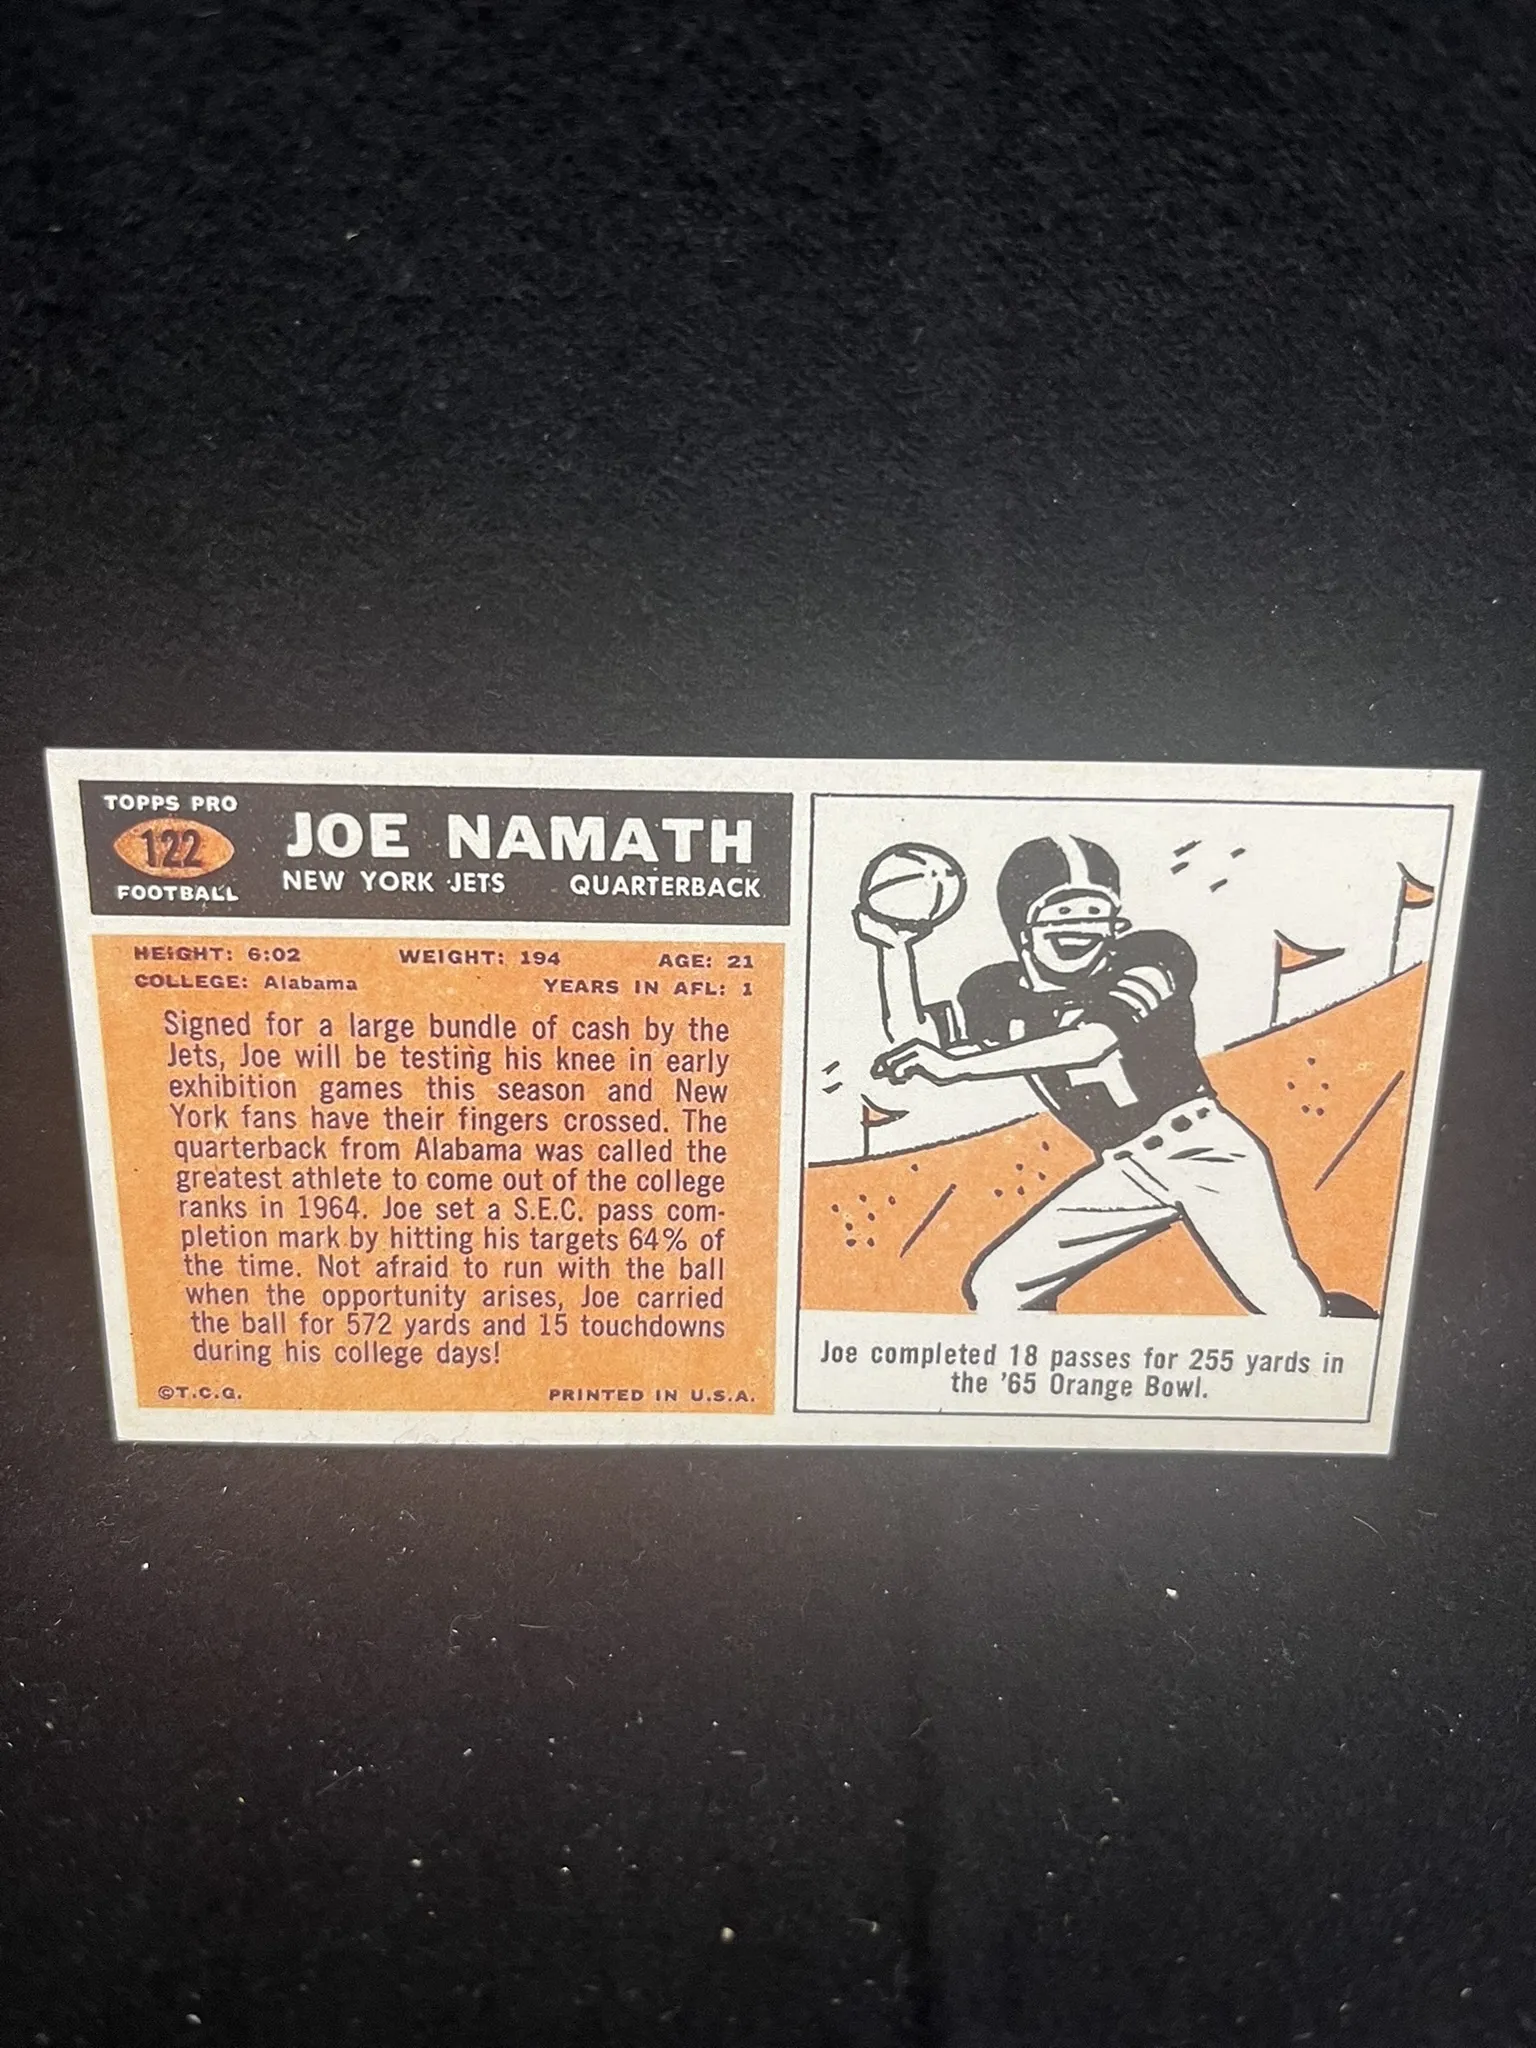 TOPPS PRO
122
FOOTBALL
JOE NAMATH
NEW YORK JETS QUARTERBACK
HEIGHT: 6:02 WEIGHT: 194 AGE: 21
COLLEGE: Alabama YEARS IN AFL: 1
Signed for a large bundle of cash by the
Jets, Joe will be testing his knee in early
exhibition games this season and New
York fans have their fingers crossed. The
quarterback from Alabama was called the
greatest athlete to come out of the college
ranks in 1964. Joe set a S.E.C. pass com-
pletion mark by hitting his targets 64% of
the time. Not afraid to run with the ball
when the opportunity arises, Joe carried
the ball for 572 yards and 15 touchdowns
during his college days!
©T.C.G. PRINTED IN U.S.A.
Joe completed 18 passes for 255 yards in
the '65 Orange Bowl.